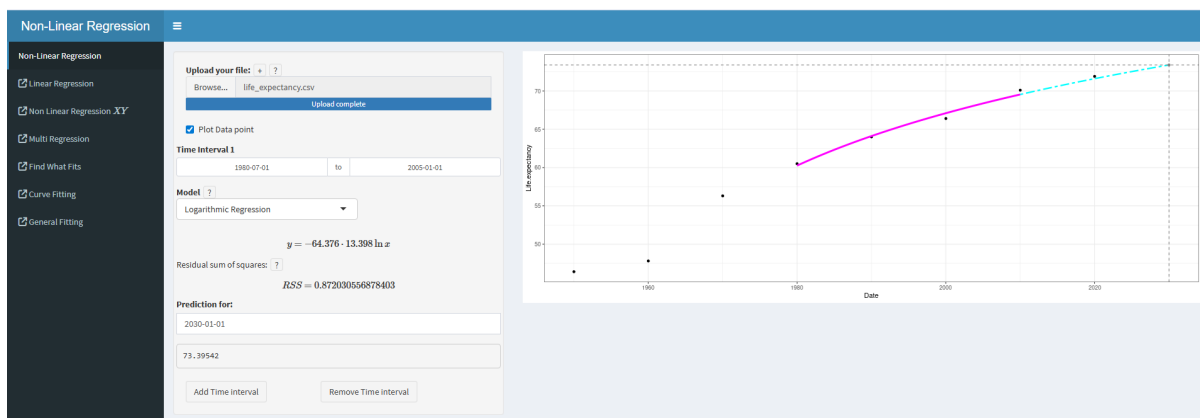 Non-Linear Regression
Non-Linear Regression
Linear Regression
Non Linear Regression XY
Multi Regression
Find What Fits
Curve Fitting
General Fitting
Upload your file: + ?
Browse... life_expectancy.csv
Upload complete
Plot Data point
Time Interval 1
1980-07-01 to 2005-01-01
Model ?
Logarithmic Regression
y = −64.376 · 13.398 ln x
Residual sum of squares: ?
RSS = 0.872030556878403
Prediction for:
2030-01-01
73.39542
Add Time interval Remove Time interval
Life.expectancy
70
65
60
55
50
1960 1980 2000 2020
Date